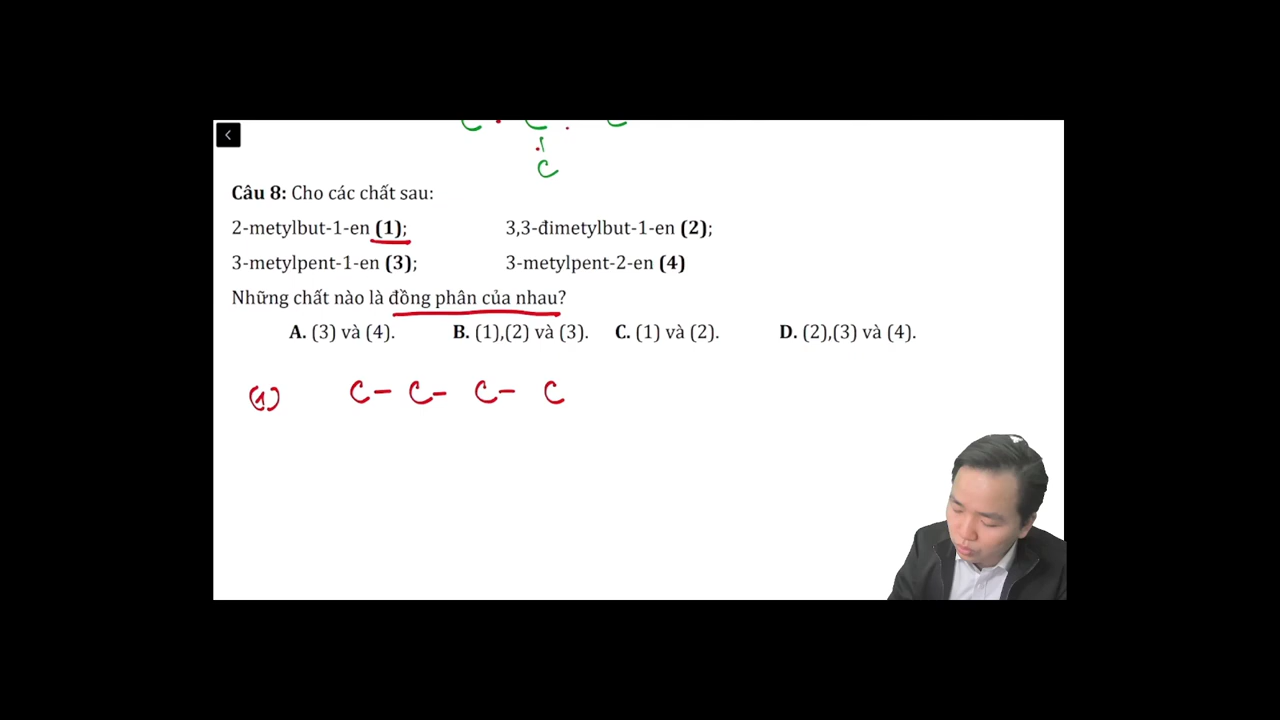 C C C
C
Câu 8: Cho các chất sau:
2-metylbut-1-en (1); 3,3-đimetylbut-1-en (2);
3-metylpent-1-en (3); 3-metylpent-2-en (4)
Những chất nào là đồng phân của nhau?
A. (3) và (4). B. (1),(2) và (3). C. (1) và (2). D. (2),(3) và (4).
(1) C - C - C - C